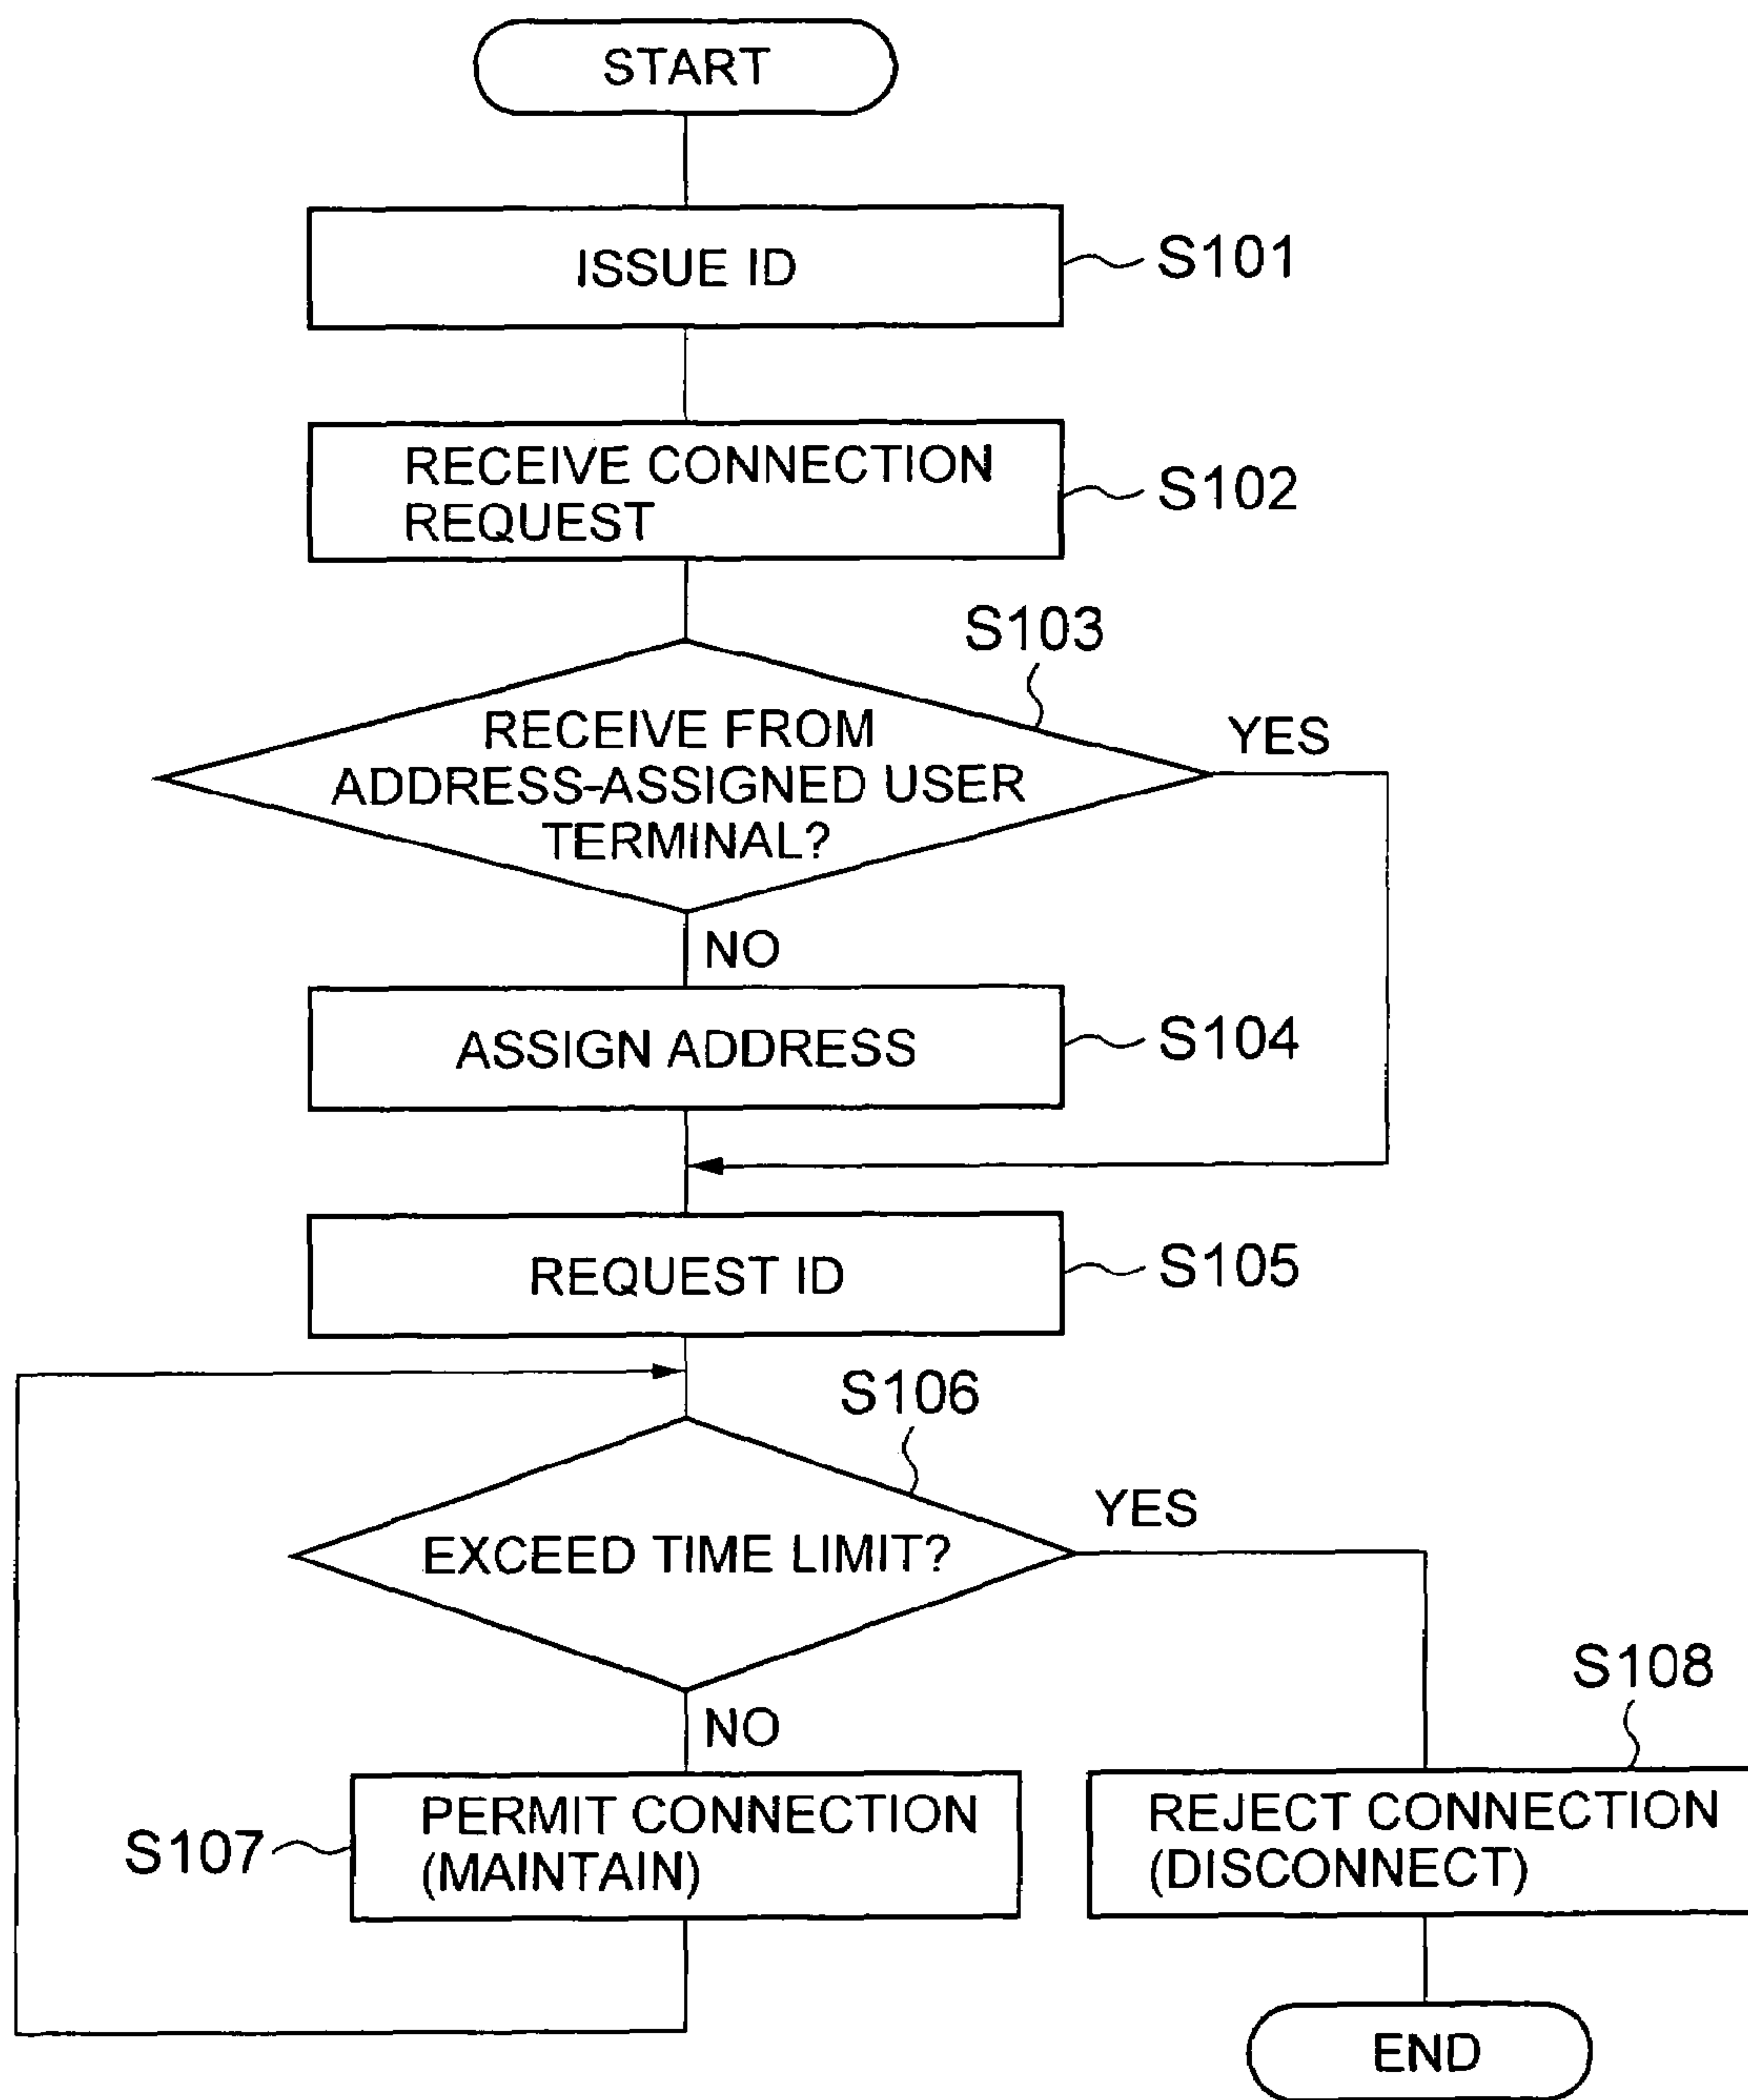 START
ISSUE ID
S101
RECEIVE CONNECTION
REQUEST
S102
S103
RECEIVE FROM
ADDRESS-ASSIGNED USER
TERMINAL?
YES
NO
ASSIGN ADDRESS
S104
REQUEST ID
S105
S106
EXCEED TIME LIMIT?
YES
NO
S107
PERMIT CONNECTION
(MAINTAIN)
S108
REJECT CONNECTION
(DISCONNECT)
END